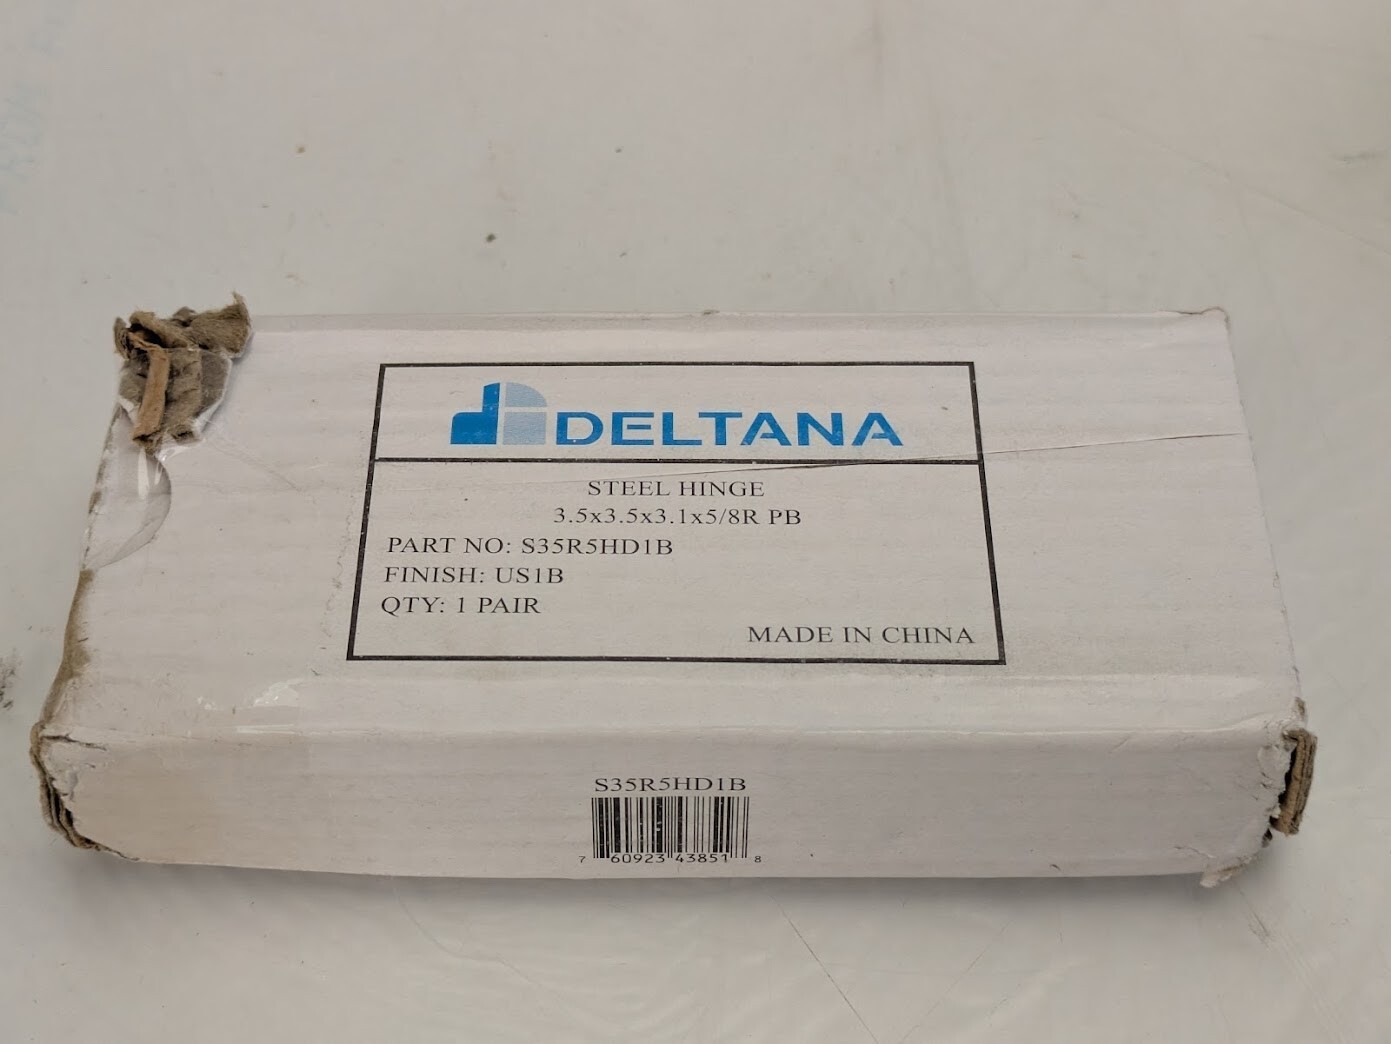 DELTANA
STEEL HINGE
3.5x3.5x3.1x5/8R PB
PART NO: S35R5HD1B
FINISH: US1B
QTY: 1 PAIR
MADE IN CHINA
S35R5HD1B
7 60923 43851 8